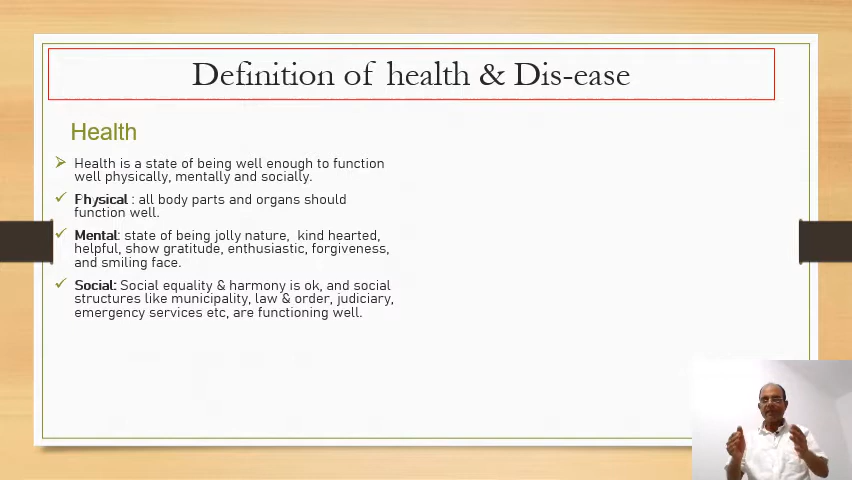 Definition of health & Dis-ease
Health
Health is a state of being well enough to function
well physically, mentally and socially.
Physical : all body parts and organs should
function well.
Mental: state of being jolly nature, kind hearted,
helpful, show gratitude, enthusiastic, forgiveness,
and smiling face.
Social: Social equality & harmony is ok, and social
structures like municipality, law & order, judiciary,
emergency services etc, are functioning well.